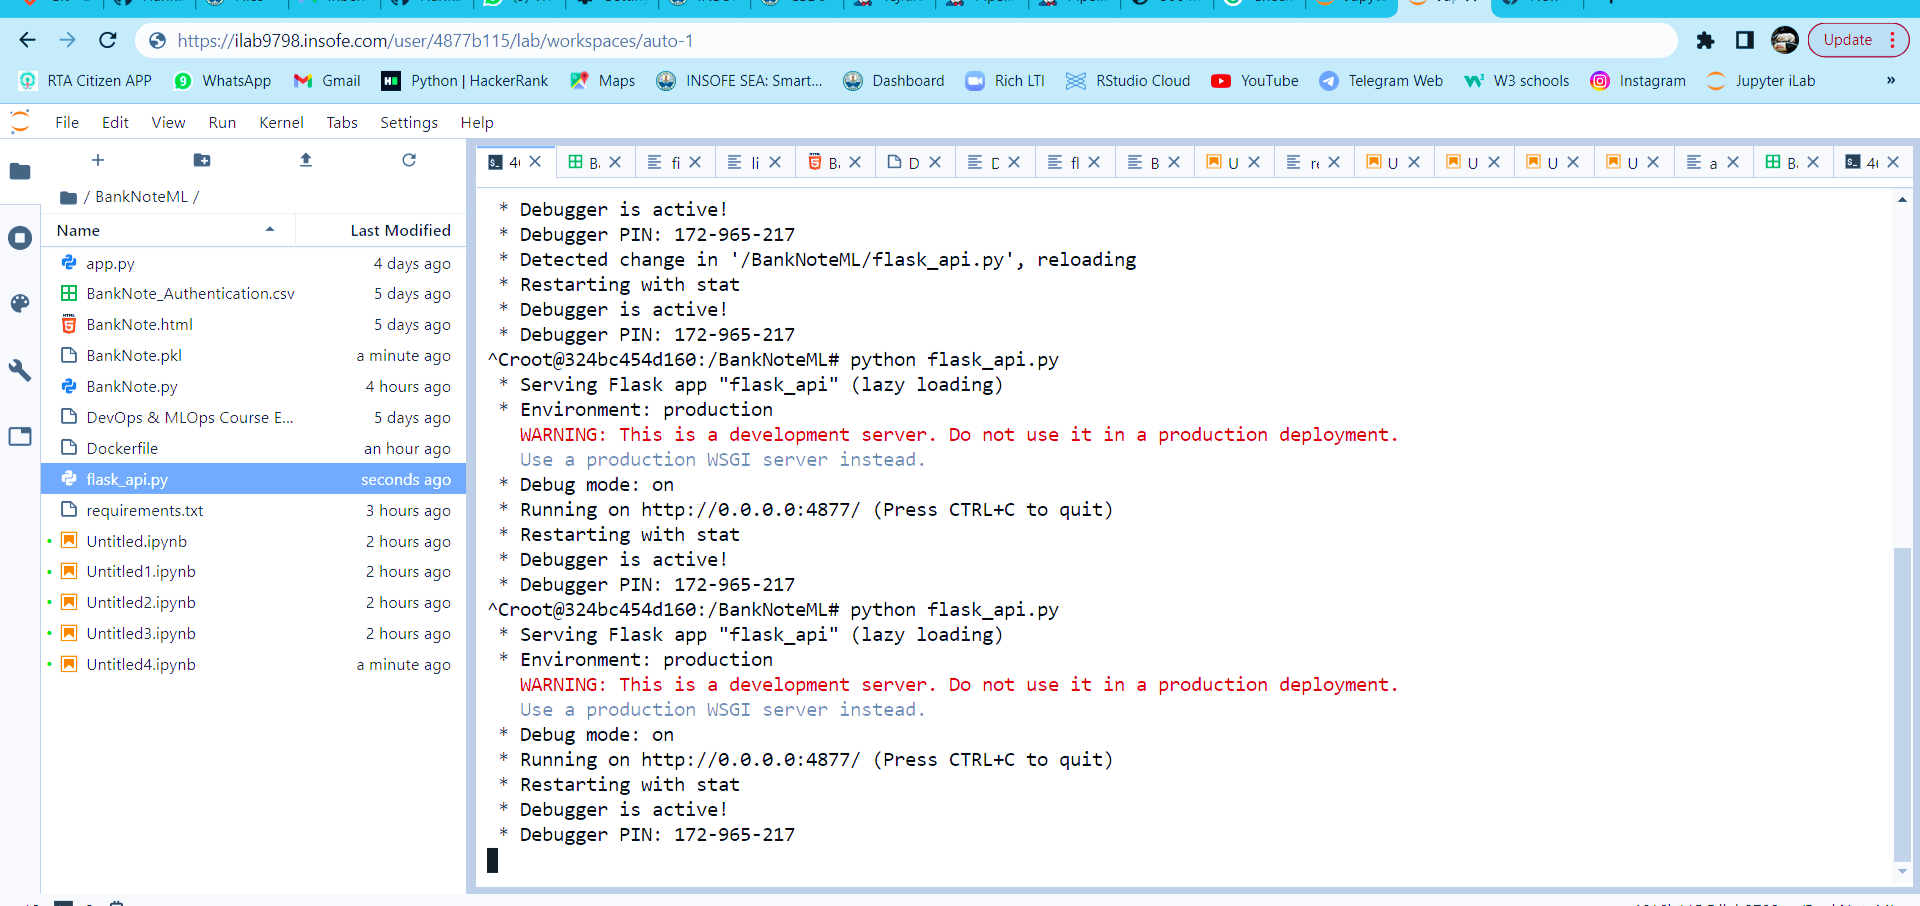 https://ilab9798.insofe.com/user/4877b115/lab/workspaces/auto-1
Update
RTA Citizen APP
WhatsApp
Gmail
Python | HackerRank
Maps
INSOFE SEA: Smart...
Dashboard
Rich LTI
RStudio Cloud
YouTube
Telegram Web
W3 schools
Instagram
Jupyter iLab
»
File Edit View Run Kernel Tabs Settings Help
/ BankNoteML /
Name Last Modified
app.py 4 days ago
BankNote_Authentication.csv 5 days ago
BankNote.html 5 days ago
BankNote.pkl a minute ago
BankNote.py 4 hours ago
DevOps & MLOps Course E... 5 days ago
Dockerfile an hour ago
flask_api.py seconds ago
requirements.txt 3 hours ago
Untitled.ipynb 2 hours ago
Untitled1.ipynb 2 hours ago
Untitled2.ipynb 2 hours ago
Untitled3.ipynb 2 hours ago
Untitled4.ipynb a minute ago
* Debugger is active!
* Debugger PIN: 172-965-217
* Detected change in '/BankNoteML/flask_api.py', reloading
* Restarting with stat
* Debugger is active!
* Debugger PIN: 172-965-217
^Croot@324bc454d160:/BankNoteML# python flask_api.py
* Serving Flask app "flask_api" (lazy loading)
* Environment: production
WARNING: This is a development server. Do not use it in a production deployment.
Use a production WSGI server instead.
* Debug mode: on
* Running on http://0.0.0.0:4877/ (Press CTRL+C to quit)
* Restarting with stat
* Debugger is active!
* Debugger PIN: 172-965-217
^Croot@324bc454d160:/BankNoteML# python flask_api.py
* Serving Flask app "flask_api" (lazy loading)
* Environment: production
WARNING: This is a development server. Do not use it in a production deployment.
Use a production WSGI server instead.
* Debug mode: on
* Running on http://0.0.0.0:4877/ (Press CTRL+C to quit)
* Restarting with stat
* Debugger is active!
* Debugger PIN: 172-965-217